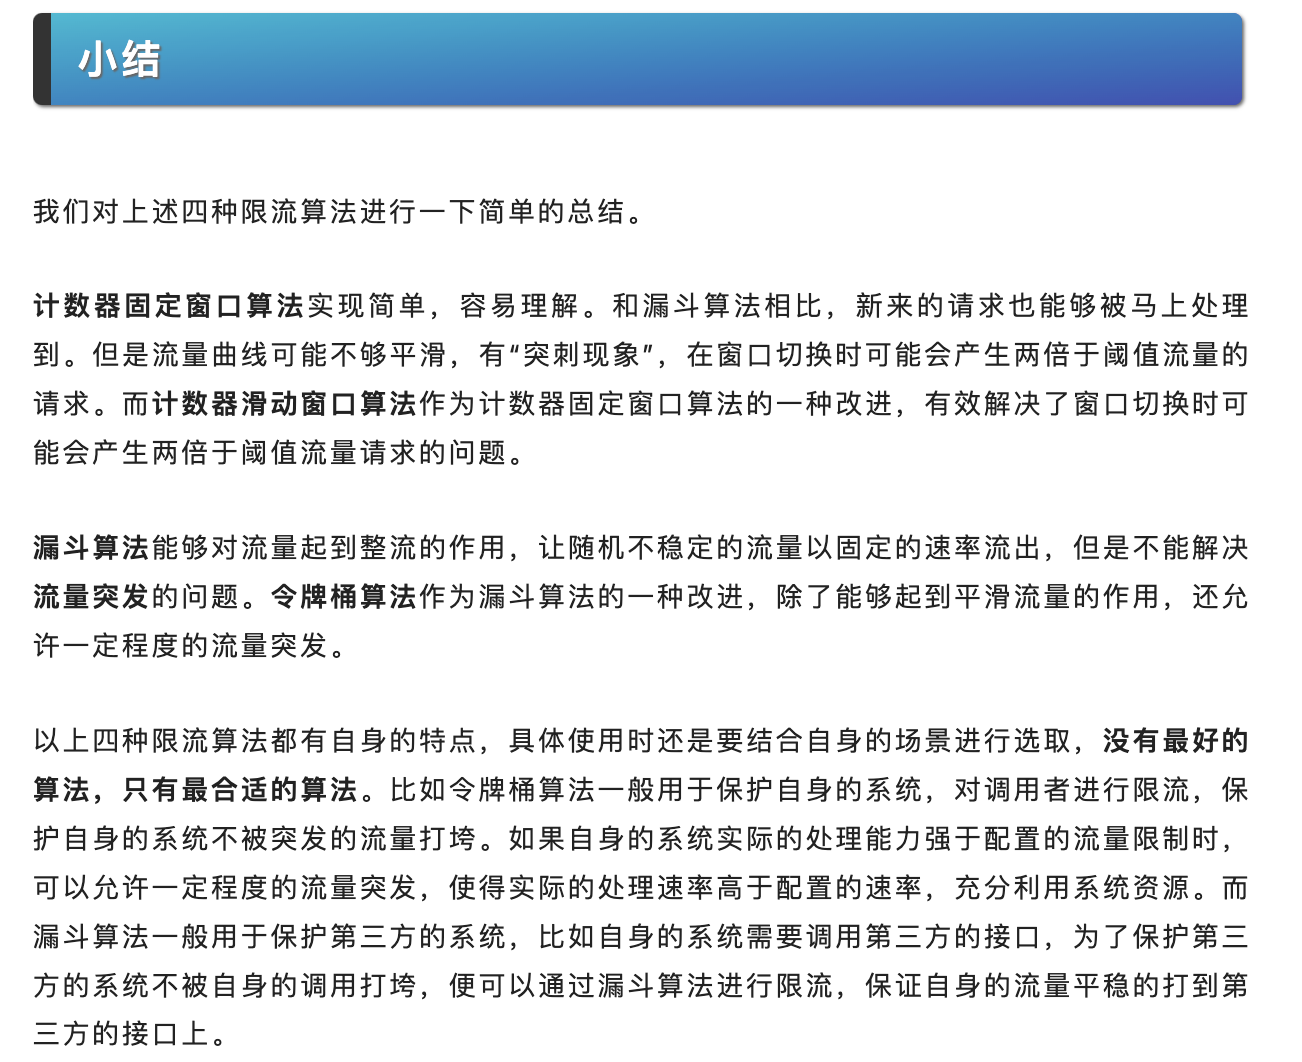 小结
我们对上述四种限流算法进行一下简单的总结。
计数器固定窗口算法实现简单，容易理解。和漏斗算法相比，新来的请求也能够被马上处理
到。但是流量曲线可能不够平滑，有“突刺现象”，在窗口切换时可能会产生两倍于阈值流量的
请求。而计数器滑动窗口算法作为计数器固定窗口算法的一种改进，有效解决了窗口切换时可
能会产生两倍于阈值流量请求的问题。
漏斗算法能够对流量起到整流的作用，让随机不稳定的流量以固定的速率流出，但是不能解决
流量突发的问题。令牌桶算法作为漏斗算法的一种改进，除了能够起到平滑流量的作用，还允
许一定程度的流量突发。
以上四种限流算法都有自身的特点，具体使用时还是要结合自身的场景进行选取，没有最好的
算法，只有最合适的算法。比如令牌桶算法一般用于保护自身的系统，对调用者进行限流，保
护自身的系统不被突发的流量打垮。如果自身的系统实际的处理能力强于配置的流量限制时，
可以允许一定程度的流量突发，使得实际的处理速率高于配置的速率，充分利用系统资源。而
漏斗算法一般用于保护第三方的系统，比如自身的系统需要调用第三方的接口，为了保护第三
方的系统不被自身的调用打垮，便可以通过漏斗算法进行限流，保证自身的流量平稳的打到第
三方的接口上。